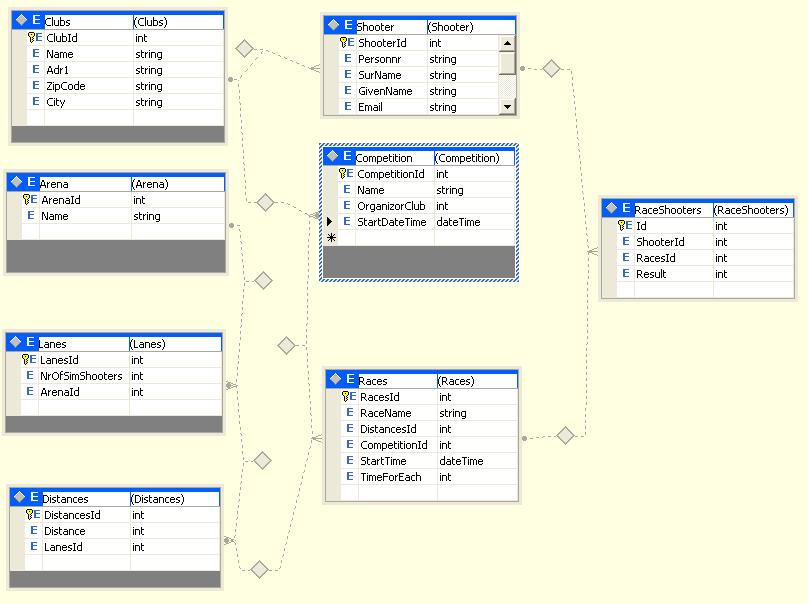 E Clubs (Clubs)
E ClubId int
E Name string
E Adr1 string
E ZipCode string
E City string
E Arena (Arena)
E ArenaId int
E Name string
E Lanes (Lanes)
E LanesId int
E NrOfSimShooters int
E ArenaId int
E Distances (Distances)
E DistancesId int
E Distance int
E LanesId int
E Shooter (Shooter)
E ShooterId int
E Personnr string
E SurName string
E GivenName string
E Email string
E Competition (Competition)
E CompetitionId int
E Name string
E OrganizorClub int
E StartDateTime dateTime
E Races (Races)
E RacesId int
E RaceName string
E DistancesId int
E CompetitionId int
E StartTime dateTime
E TimeForEach int
E RaceShooters (RaceShooters)
E Id int
E ShooterId int
E RacesId int
E Result int